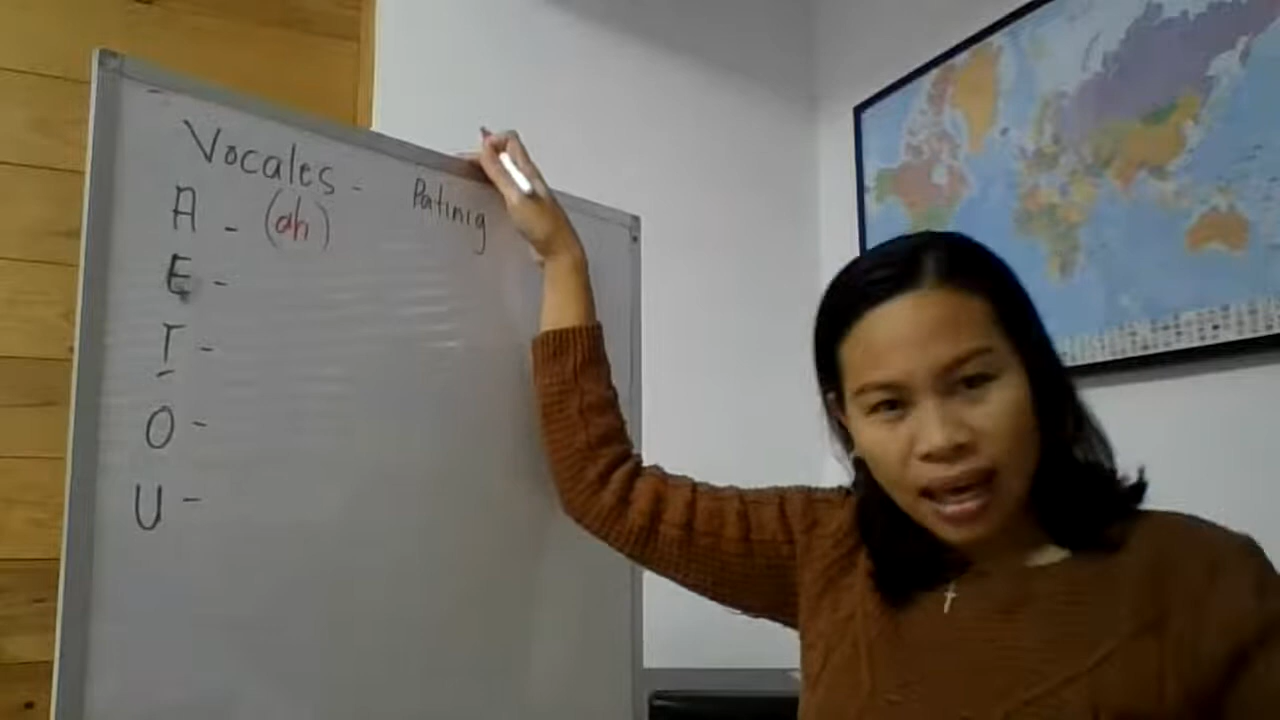 Vocales - Patinig
A - (ah)
E -
I -
O -
U -